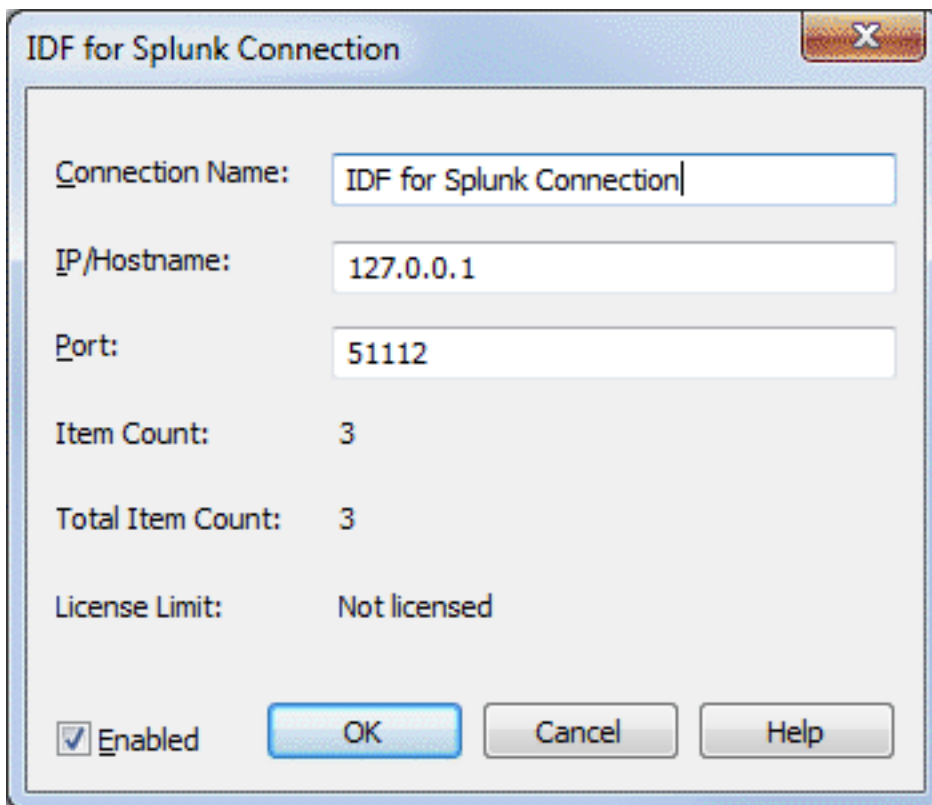 IDF for Splunk Connection
Connection Name: IDF for Splunk Connection
IP/Hostname: 127.0.0.1
Port: 51112
Item Count: 3
Total Item Count: 3
License Limit: Not licensed
Enabled OK Cancel Help